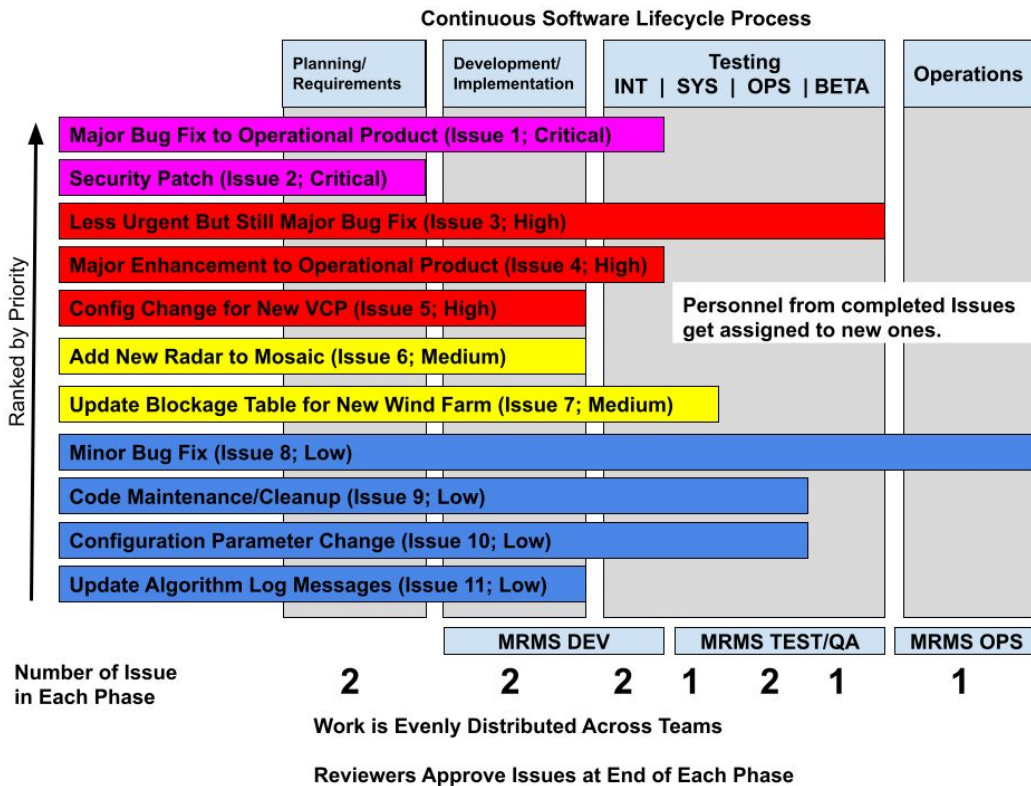 Continuous Software Lifecycle Process
Planning/
Requirements
Development/
Implementation
Testing
INT | SYS | OPS | BETA
Operations
Ranked by Priority
Major Bug Fix to Operational Product (Issue 1; Critical)
Security Patch (Issue 2; Critical)
Less Urgent But Still Major Bug Fix (Issue 3; High)
Major Enhancement to Operational Product (Issue 4; High)
Config Change for New VCP (Issue 5; High)
Personnel from completed Issues
get assigned to new ones.
Add New Radar to Mosaic (Issue 6; Medium)
Update Blockage Table for New Wind Farm (Issue 7; Medium)
Minor Bug Fix (Issue 8; Low)
Code Maintenance/Cleanup (Issue 9; Low)
Configuration Parameter Change (Issue 10; Low)
Update Algorithm Log Messages (Issue 11; Low)
MRMS DEV
MRMS TEST/QA
MRMS OPS
Number of Issue
in Each Phase
2 2 2 1 2 1 1
Work is Evenly Distributed Across Teams
Reviewers Approve Issues at End of Each Phase